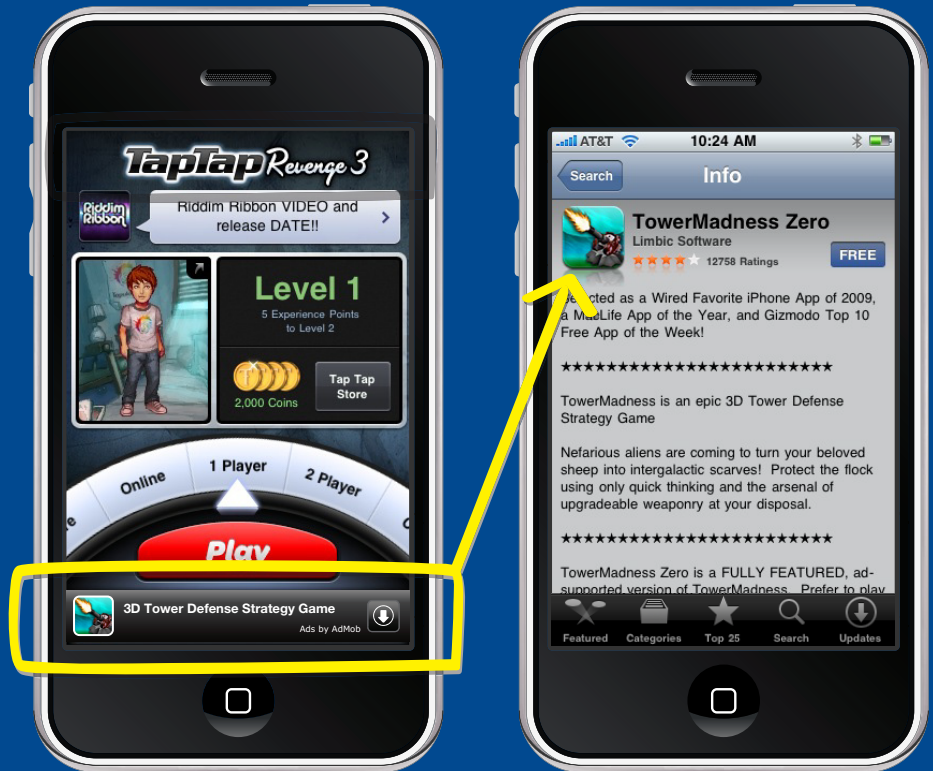 TapTap Revenge 3
Riddim
Ribbon
Riddim Ribbon VIDEO and
release DATE!!
Level 1
5 Experience Points
to Level 2
2,000 Coins
Tap Tap
Store
Online
1 Player
2 Player
Play
3D Tower Defense Strategy Game
Ads by AdMob
AT&T
10:24 AM
Search
Info
TowerMadness Zero
Limbic Software
12758 Ratings
FREE
Selected as a Wired Favorite iPhone App of 2009,
a MacLife App of the Year, and Gizmodo Top 10
Free App of the Week!
★★★★★★★★★★★★★★★★★★★★★★★★★
TowerMadness is an epic 3D Tower Defense
Strategy Game
Nefarious aliens are coming to turn your beloved
sheep into intergalactic scarves! Protect the flock
using only quick thinking and the arsenal of
upgradeable weaponry at your disposal.
★★★★★★★★★★★★★★★★★★★★★★★★★
TowerMadness Zero is a FULLY FEATURED, ad-
supported version of TowerMadness. Prefer to play
Featured
Categories
Top 25
Search
Updates